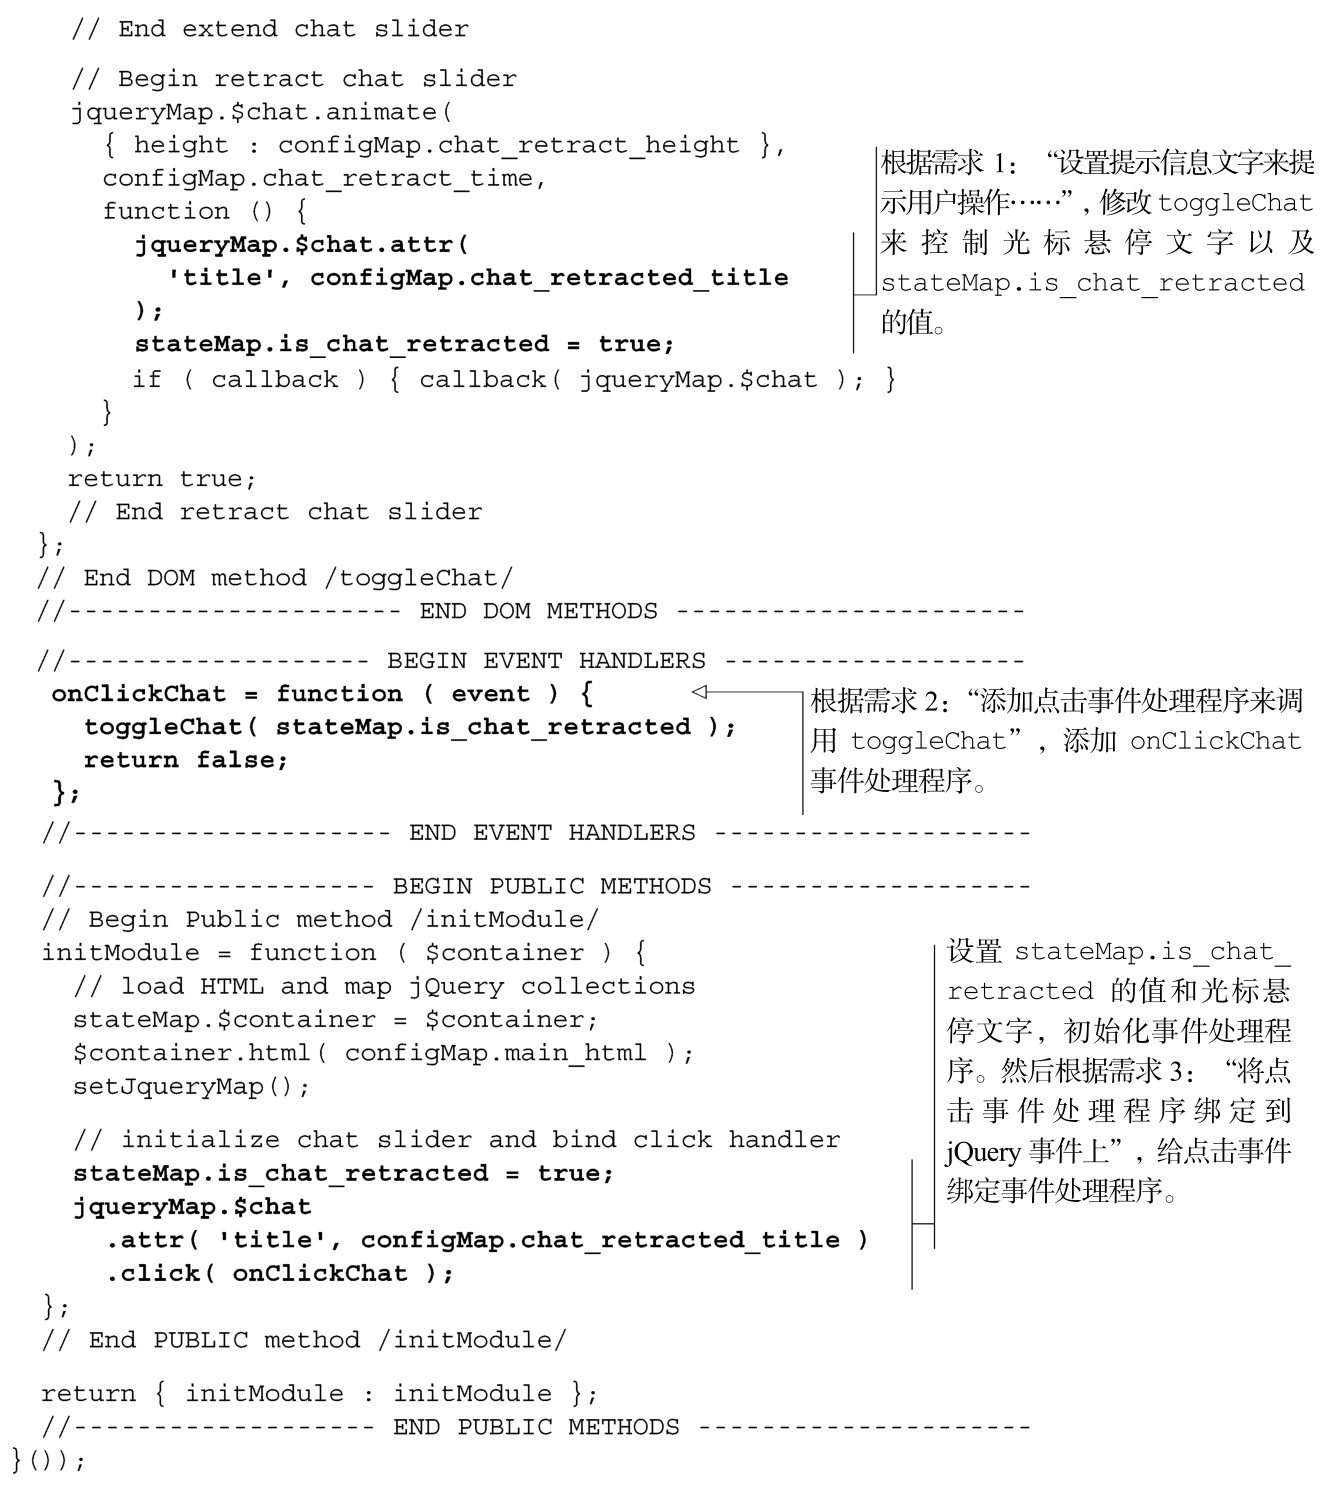 // End extend chat slider
// Begin retract chat slider
jqueryMap.$chat.animate(
{ height : configMap.chat_retract_height },
configMap.chat_retract_time,
function () {
jqueryMap.$chat.attr(
'title', configMap.chat_retracted_title
);
stateMap.is_chat_retracted = true;
if ( callback ) { callback( jqueryMap.$chat ); }
}
);
return true;
// End retract chat slider
};
// End DOM method /toggleChat/
//--------------------- END DOM METHODS ----------------------
根据需求 1：“设置提示信息文字来提
示用户操作……”，修改 toggleChat
来控制光标悬停文字以及
stateMap.is_chat_retracted
的值。
//------------------- BEGIN EVENT HANDLERS -------------------
onClickChat = function ( event ) {
toggleChat( stateMap.is_chat_retracted );
return false;
};
//-------------------- END EVENT HANDLERS --------------------
根据需求 2：“添加点击事件处理程序来调
用 toggleChat”，添加 onClickChat
事件处理程序。
//------------------- BEGIN PUBLIC METHODS -------------------
// Begin Public method /initModule/
initModule = function ( $container ) {
// load HTML and map jQuery collections
stateMap.$container = $container;
$container.html( configMap.main_html );
setJqueryMap();
// initialize chat slider and bind click handler
stateMap.is_chat_retracted = true;
jqueryMap.$chat
.attr( 'title', configMap.chat_retracted_title )
.click( onClickChat );
};
// End PUBLIC method /initModule/
设置 stateMap.is_chat_
retracted 的值和光标悬
停文字，初始化事件处理程
序。然后根据需求 3：“将点
击事件处理程序绑定到
jQuery 事件上”，给点击事件
绑定事件处理程序。
return { initModule : initModule };
//------------------- END PUBLIC METHODS ---------------------
}());